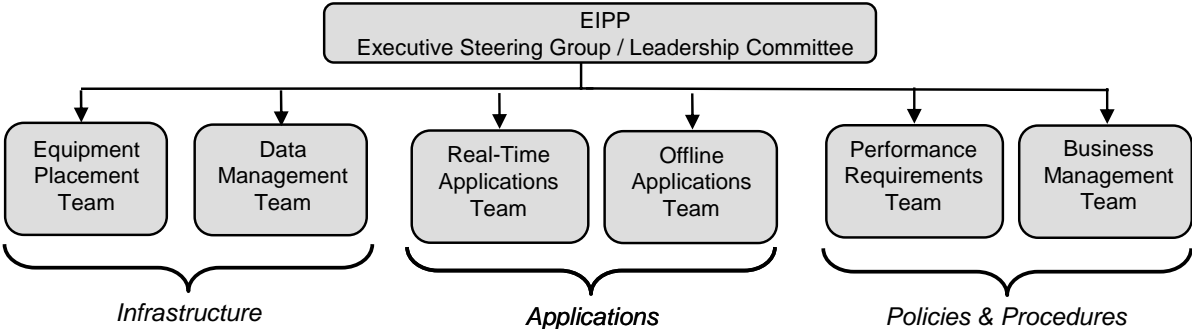 EIPP
Executive Steering Group / Leadership Committee
Equipment
Placement
Team
Data
Management
Team
Real-Time
Applications
Team
Offline
Applications
Team
Performance
Requirements
Team
Business
Management
Team
Infrastructure
Applications
Policies & Procedures